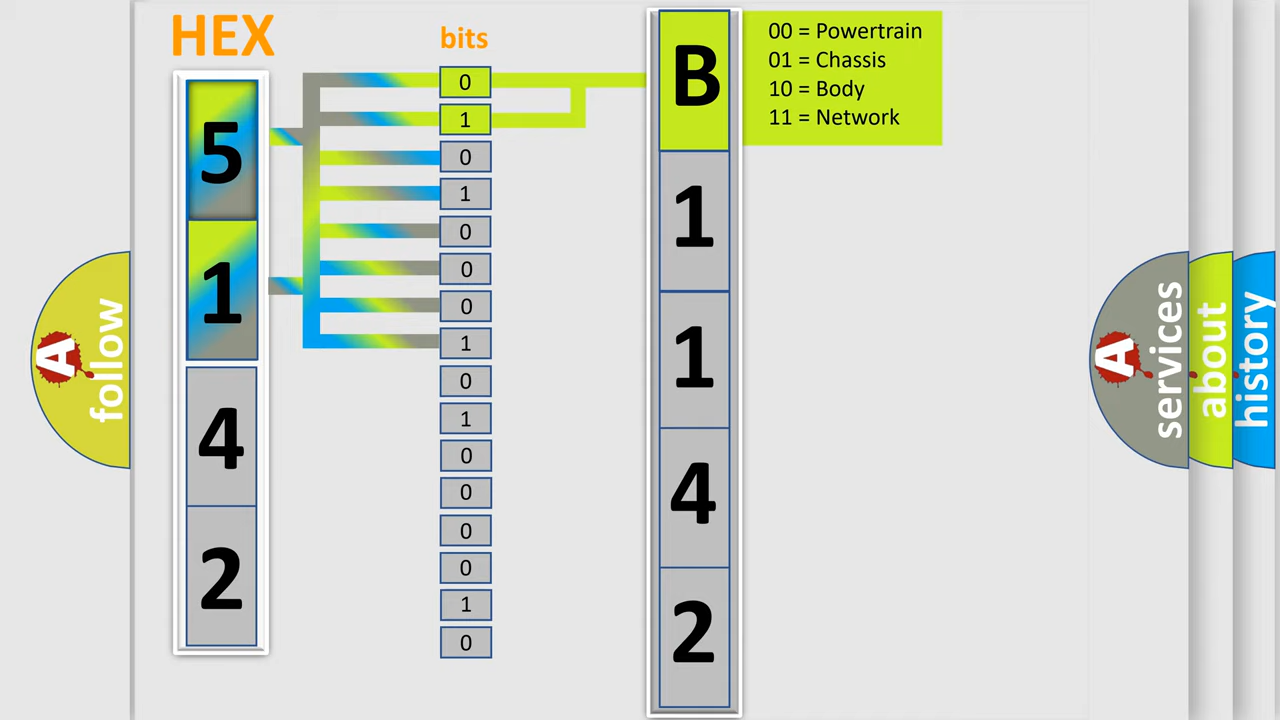 HEX
bits
5
1
4
2
0
1
0
1
0
0
0
1
0
1
0
0
0
0
1
0
B
1
1
4
2
00 = Powertrain
01 = Chassis
10 = Body
11 = Network
A
follow
A
services
about
history